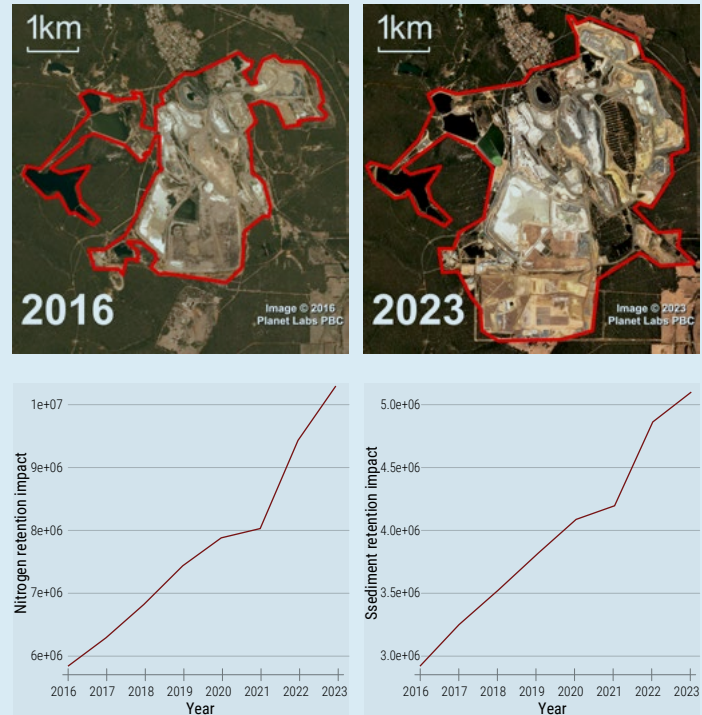 1km
2016
Image © 2016
Planet Labs PBC
1km
2023
Image © 2023
Planet Labs PBC
Nitrogen retention impact
1e+07
9e+06
8e+06
7e+06
6e+06
2016 2017 2018 2019 2020 2021 2022 2023
Year
Ssediment retention impact
5.0e+06
4.5e+06
4.0e+06
3.5e+06
3.0e+06
2016 2017 2018 2019 2020 2021 2022 2023
Year